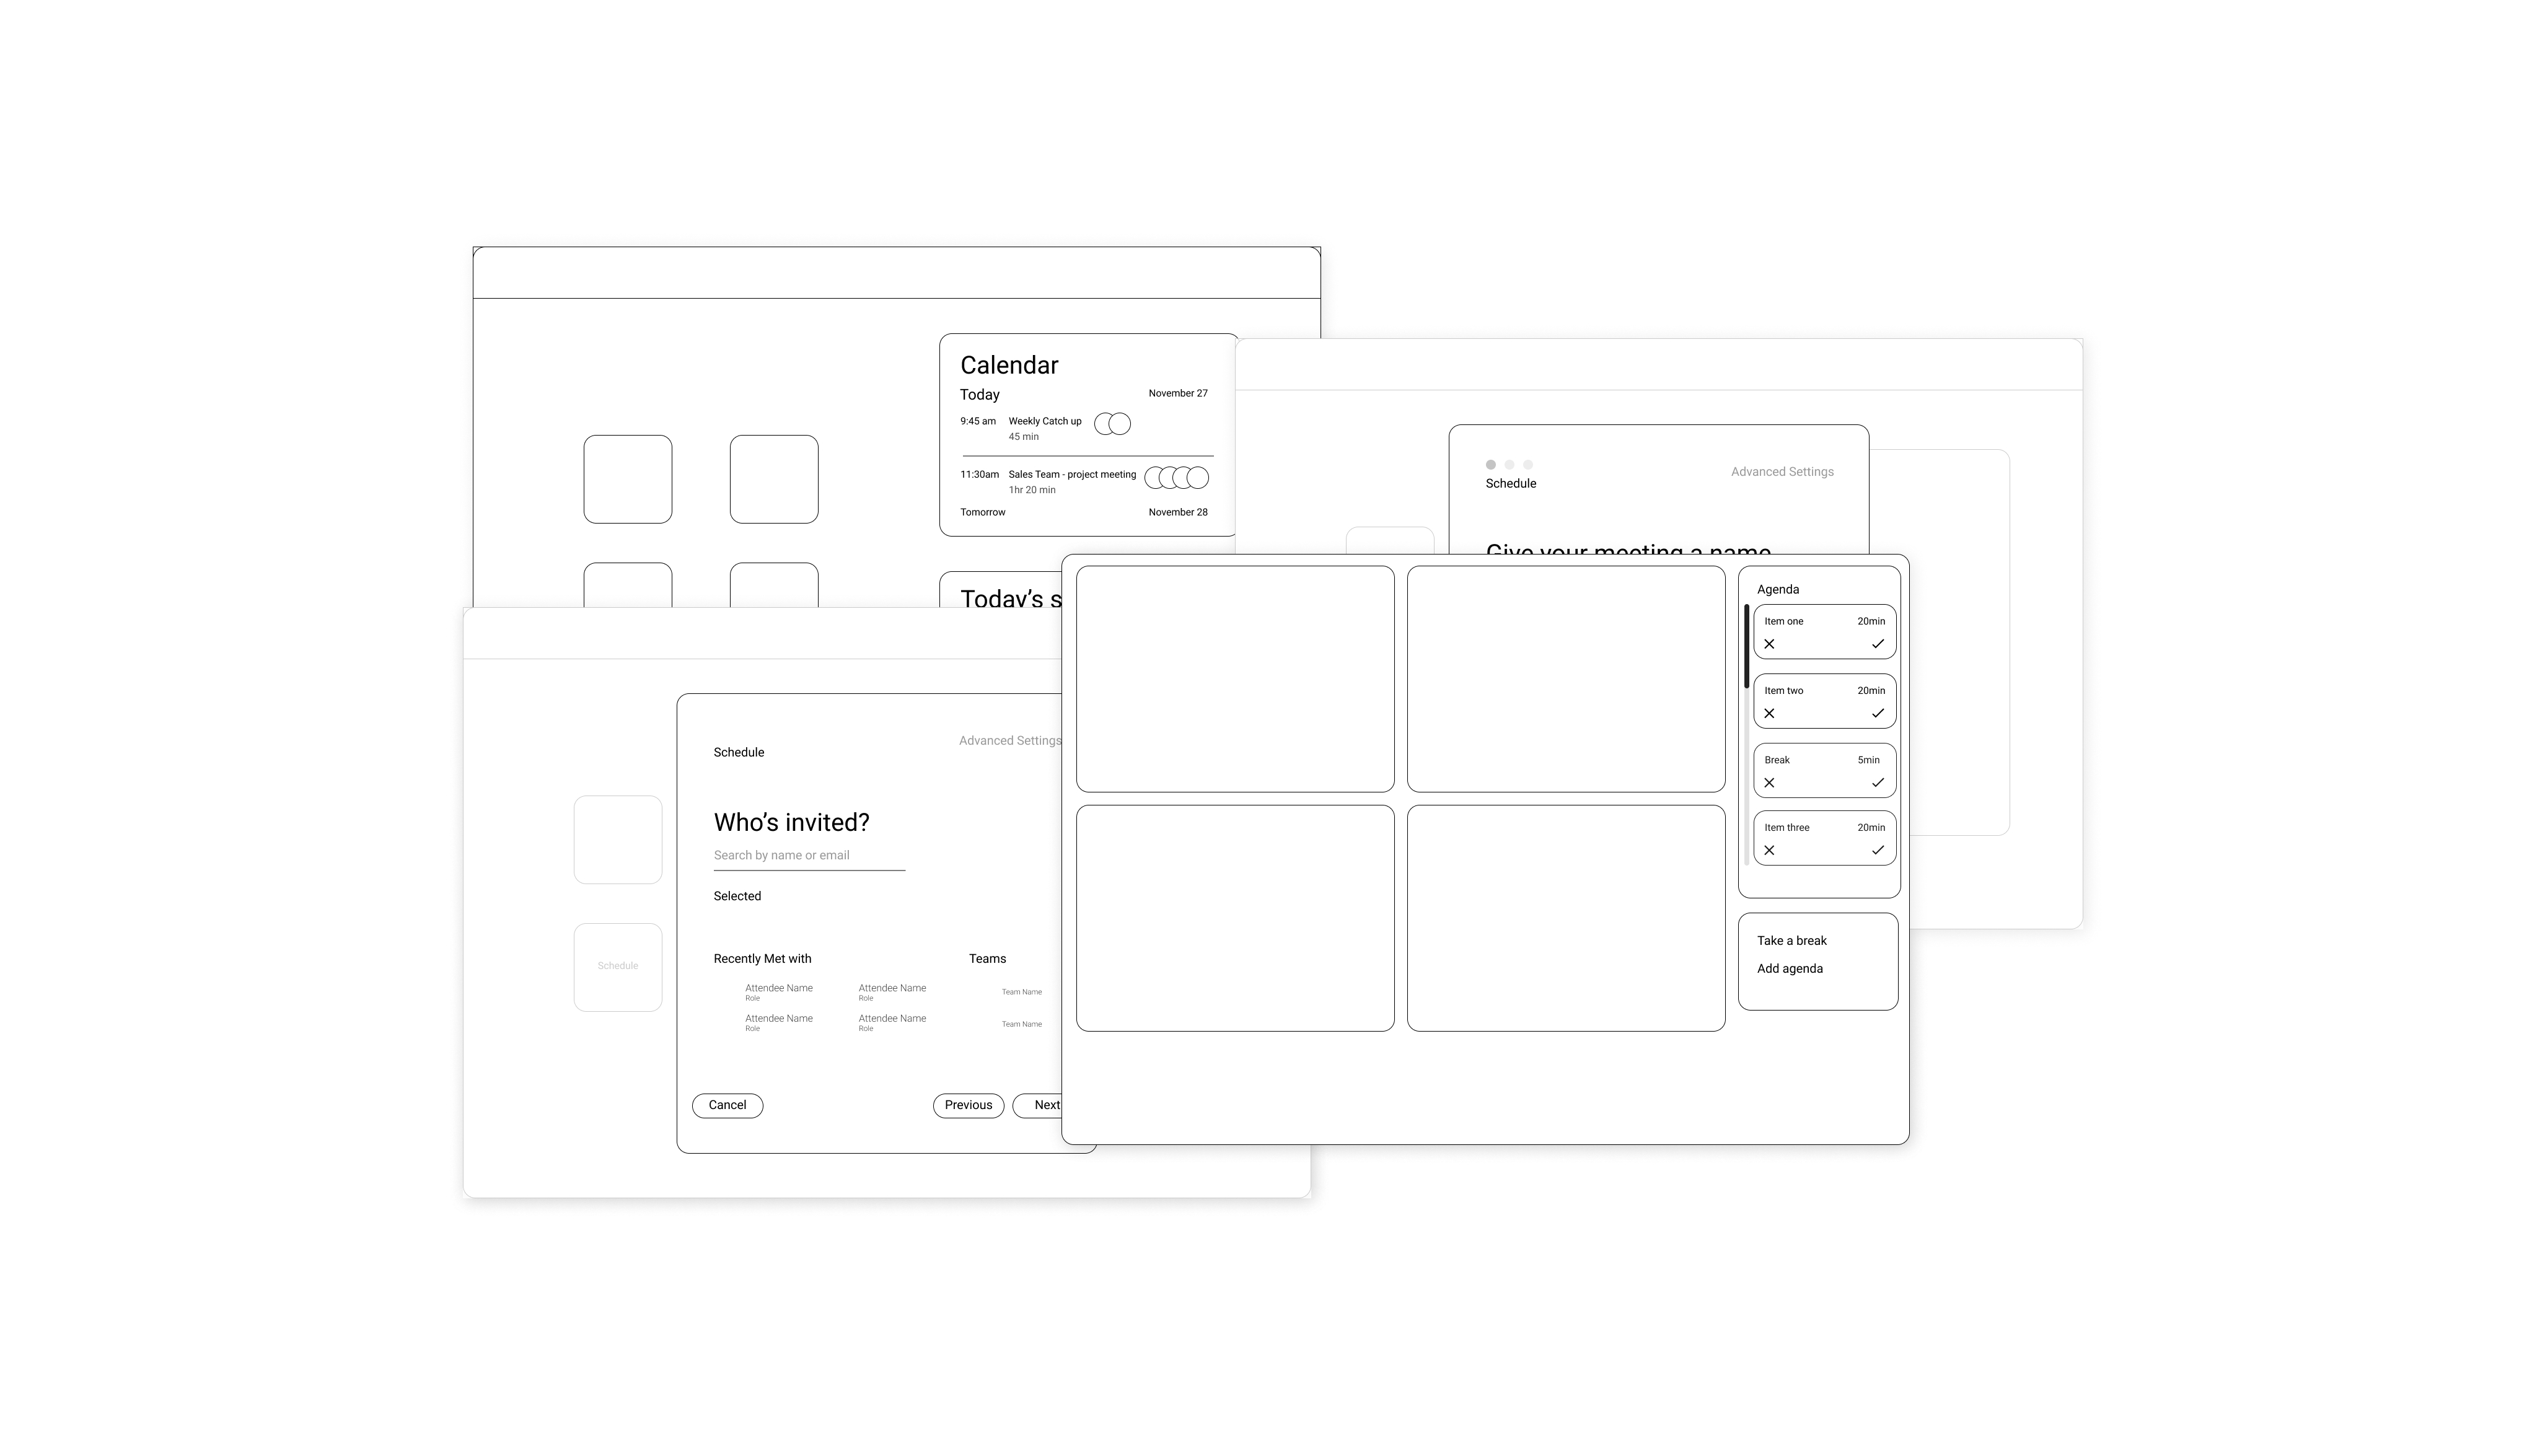 Calendar
Today November 27
9:45 am Weekly Catch up
45 min
11:30am Sales Team - project meeting
1hr 20 min
Tomorrow November 28
Today’s s
Advanced Settings
Schedule
Give your meeting a name
Advanced Settings
Schedule
Who’s invited?
Search by name or email
Selected
Schedule
Recently Met with Teams
Attendee Name Attendee Name Team Name
Role Role
Attendee Name Attendee Name Team Name
Role Role
Cancel Previous Next
Agenda
Item one 20min
Item two 20min
Break 5min
Item three 20min
Take a break
Add agenda